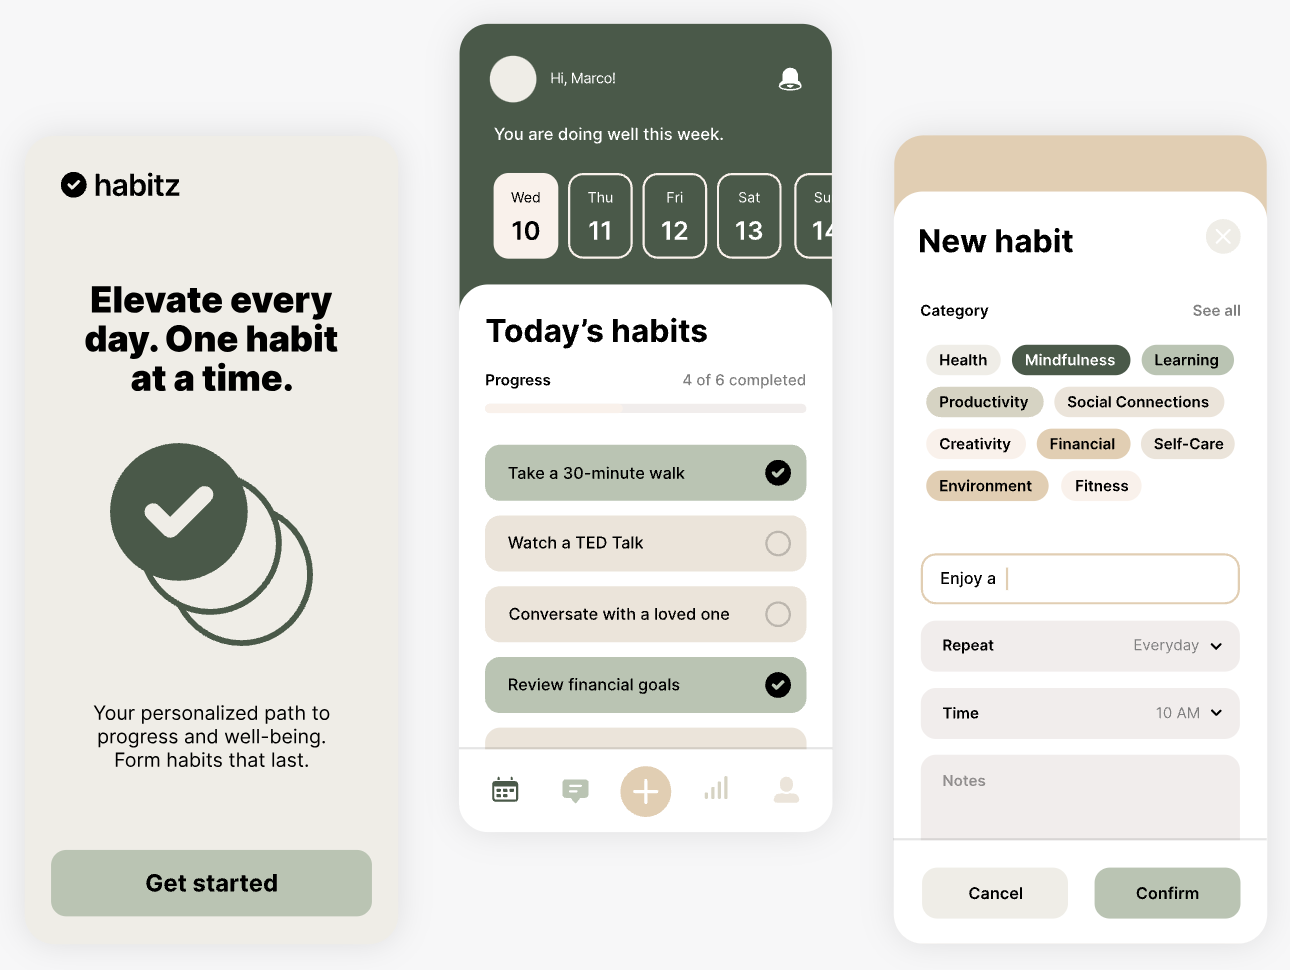 habitz
Elevate every
day. One habit
at a time.
Your personalized path to
progress and well-being.
Form habits that last.
Get started
Hi, Marco!
You are doing well this week.
Wed Thu Fri Sat Su
10 11 12 13 14
Today’s habits
Progress 4 of 6 completed
Take a 30-minute walk
Watch a TED Talk
Conversate with a loved one
Review financial goals
New habit
Category See all
Health Mindfulness Learning
Productivity Social Connections
Creativity Financial Self-Care
Environment Fitness
Enjoy a
Repeat Everyday
Time 10 AM
Notes
Cancel Confirm